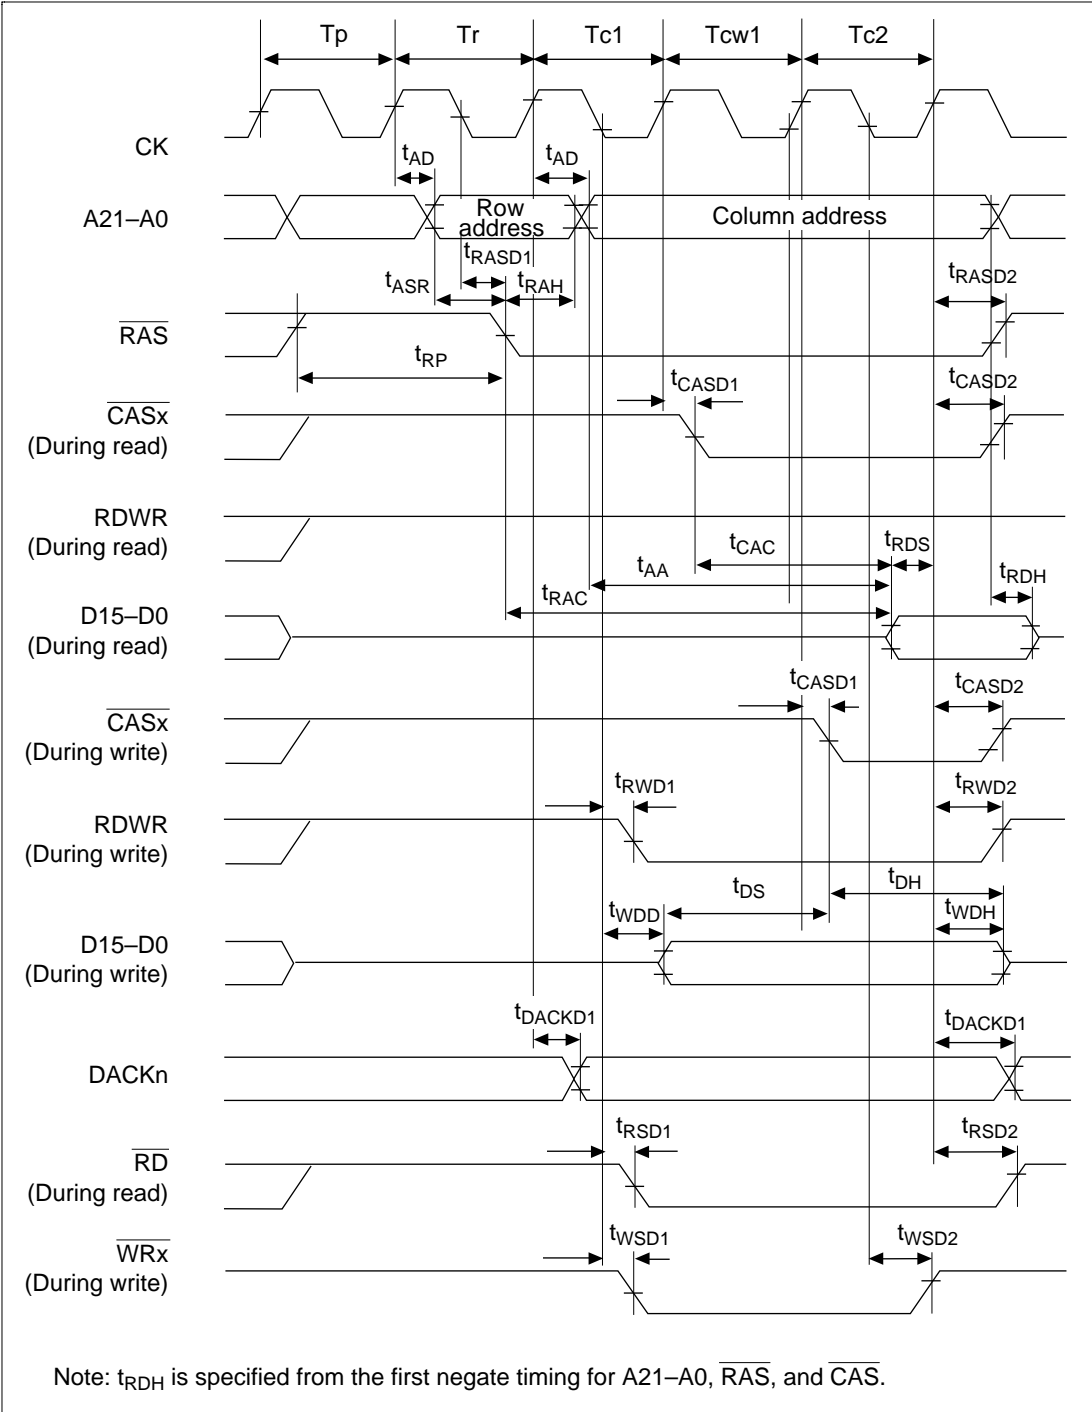 Tp Tr Tc1 Tcw1 Tc2
CK
tAD tAD
A21–A0 Row address Column address
tRASD1
tASR tRAH tRASD2
RAS
tRP
tCASD1 tCASD2
CASx
(During read)
RDWR
(During read)
tCAC tRDS
tAA
tRDH
tRAC
D15–D0
(During read)
tCASD1 tCASD2
CASx
(During write)
tRWD1 tRWD2
RDWR
(During write)
tDS tDH
tWDD tWDH
D15–D0
(During write)
tDACKD1 tDACKD1
DACKn
tRSD1 tRSD2
RD
(During read)
tWSD1 tWSD2
WRx
(During write)
Note: tRDH is specified from the first negate timing for A21–A0, RAS, and CAS.